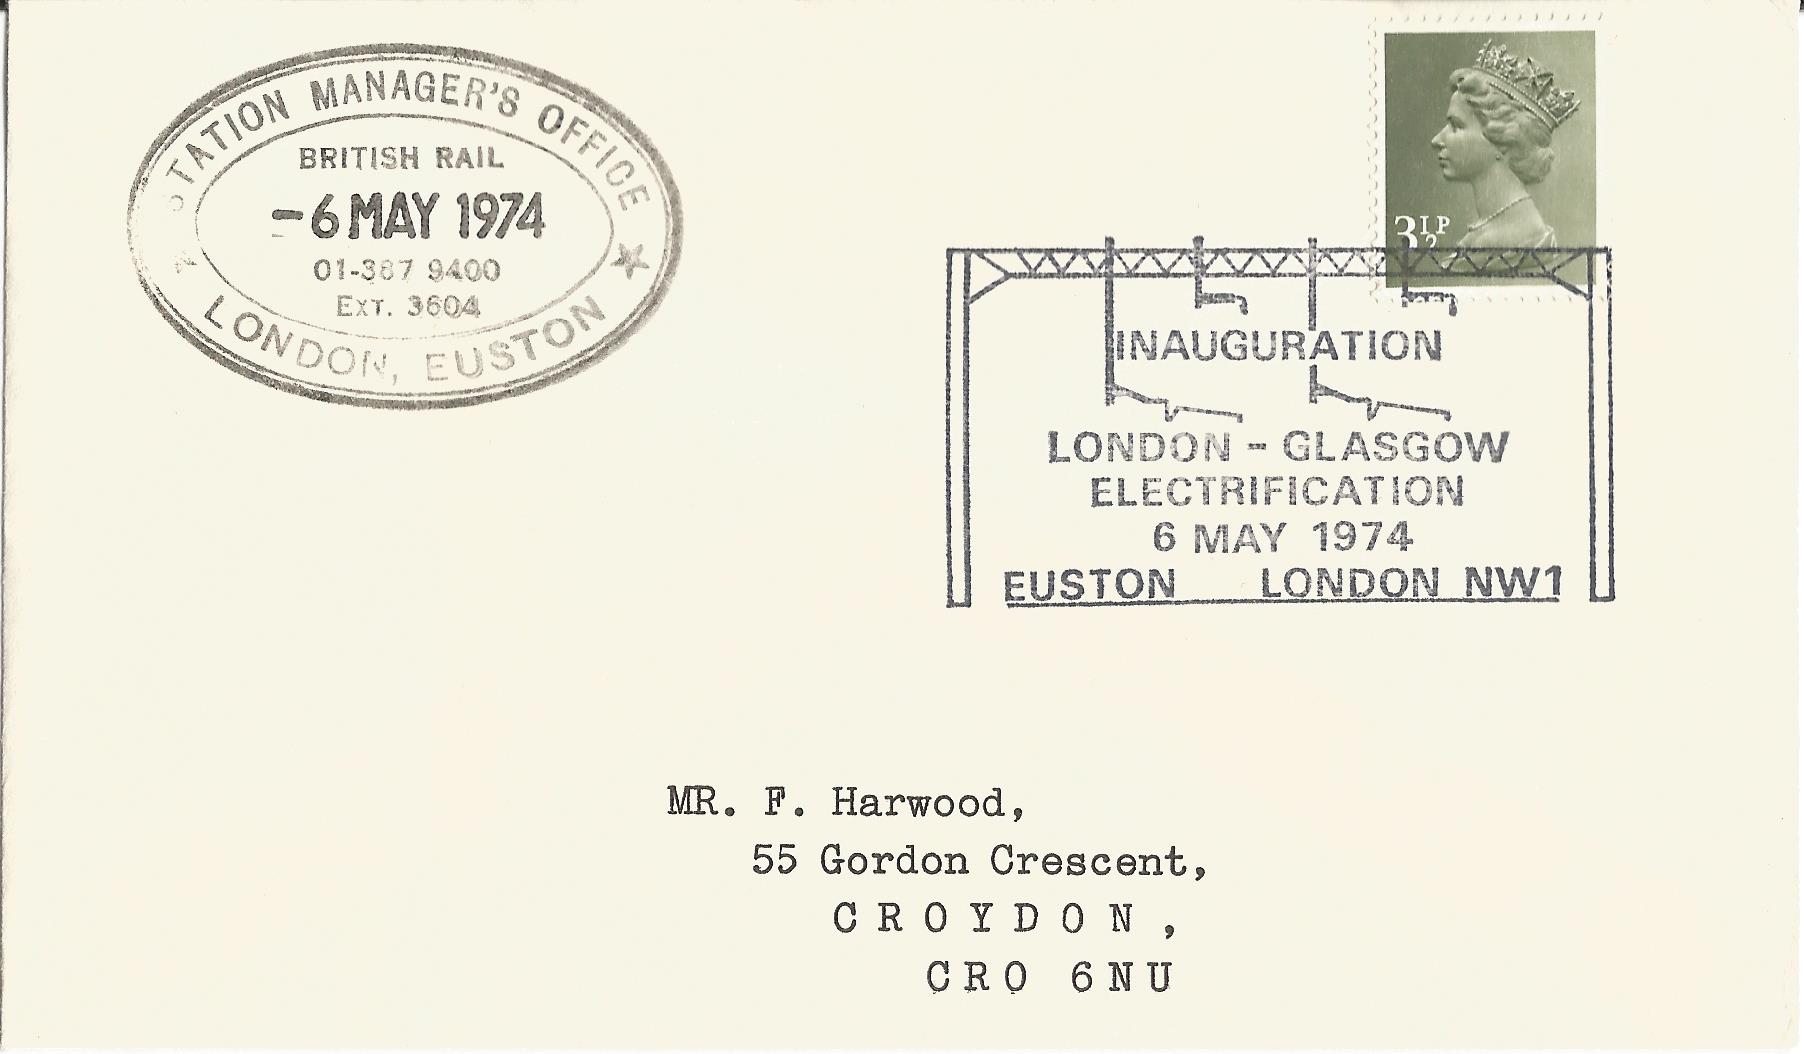 STATION MANAGER'S OFFICE
BRITISH RAIL
-6 MAY 1974
01-387 9400
EXT. 3604
LONDON, EUSTON
3½P
INAUGURATION
LONDON - GLASGOW
ELECTRIFICATION
6 MAY 1974
EUSTON LONDON NW1
MR. F. Harwood,
55 Gordon Crescent,
CROYDON,
CRO 6NU